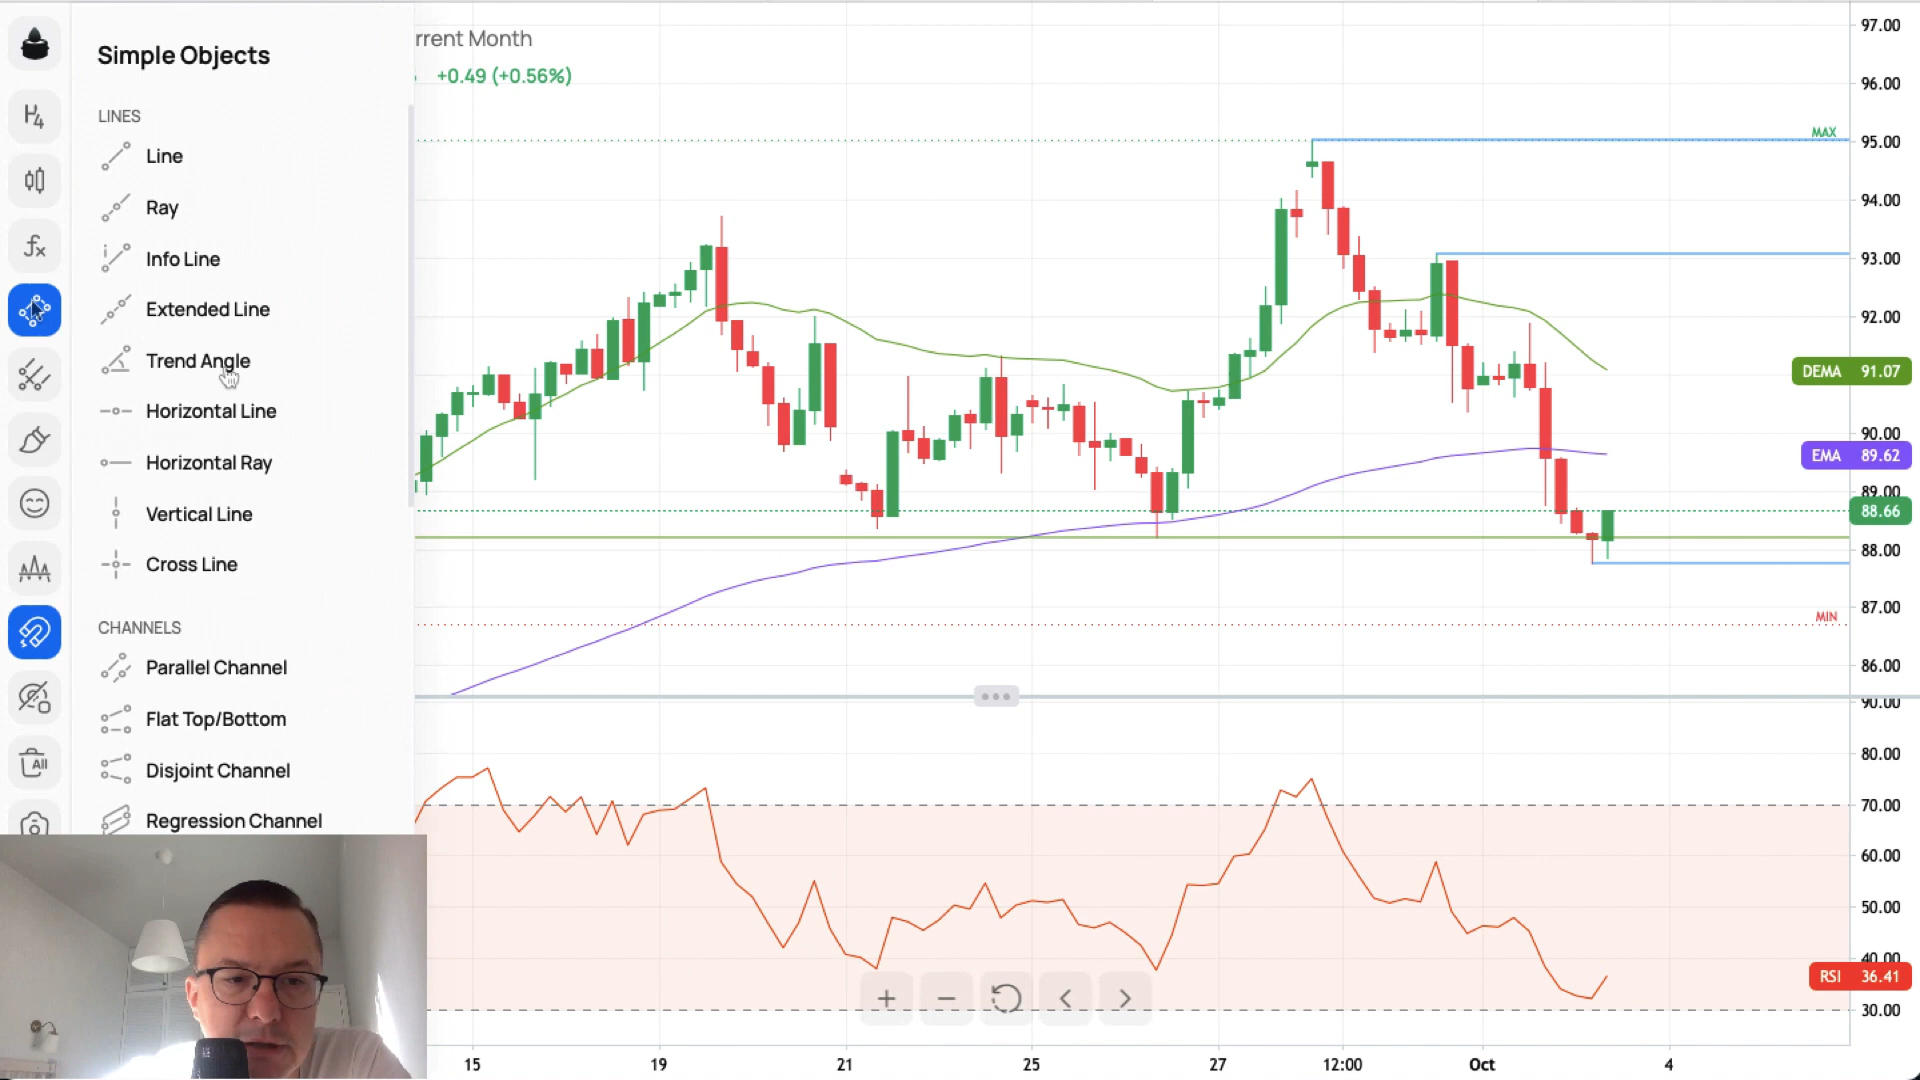 Simple Objects
LINES
Line
Ray
Info Line
Extended Line
Trend Angle
Horizontal Line
Horizontal Ray
Vertical Line
Cross Line
CHANNELS
Parallel Channel
Flat Top/Bottom
Disjoint Channel
Regression Channel
H4
fx
All
rrent Month
+0.49 (+0.56%)
MAX
MIN
97.00
96.00
95.00
94.00
93.00
92.00
DEMA 91.07
90.00
EMA 89.62
89.00
88.66
88.00
87.00
86.00
90.00
80.00
70.00
60.00
50.00
40.00
RSI 36.41
30.00
15 19 21 25 27 12:00 Oct 4